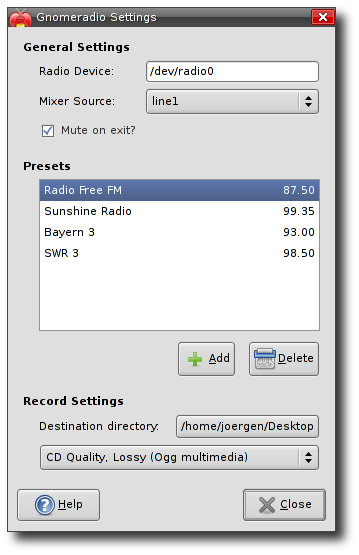 Gnomeradio Settings
General Settings
Radio Device: /dev/radio0
Mixer Source: line1
Mute on exit?
Presets
Radio Free FM 87.50
Sunshine Radio 99.35
Bayern 3 93.00
SWR 3 98.50
Add Delete
Record Settings
Destination directory: /home/joergen/Desktop
CD Quality, Lossy (Ogg multimedia)
Help Close